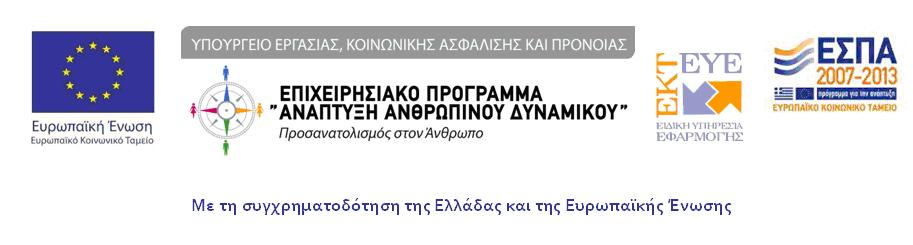 Ευρωπαϊκή Ένωση
Ευρωπαϊκό Κοινωνικό Ταμείο
ΥΠΟΥΡΓΕΙΟ ΕΡΓΑΣΙΑΣ, ΚΟΙΝΩΝΙΚΗΣ ΑΣΦΑΛΙΣΗΣ ΚΑΙ ΠΡΟΝΟΙΑΣ
ΕΠΙΧΕΙΡΗΣΙΑΚΟ ΠΡΟΓΡΑΜΜΑ
"ΑΝΑΠΤΥΞΗ ΑΝΘΡΩΠΙΝΟΥ ΔΥΝΑΜΙΚΟΥ"
Προσανατολισμός στον Άνθρωπο
ΕΚΤ
ΕΥΕ
ΕΙΔΙΚΗ ΥΠΗΡΕΣΙΑ
ΕΦΑΡΜΟΓΗΣ
ΕΣΠΑ
2007-2013
πρόγραμμα για την ανάπτυξη
ΕΥΡΩΠΑΪΚΟ ΚΟΙΝΩΝΙΚΟ ΤΑΜΕΙΟ
Με τη συγχρηματοδότηση της Ελλάδας και της Ευρωπαϊκής Ένωσης